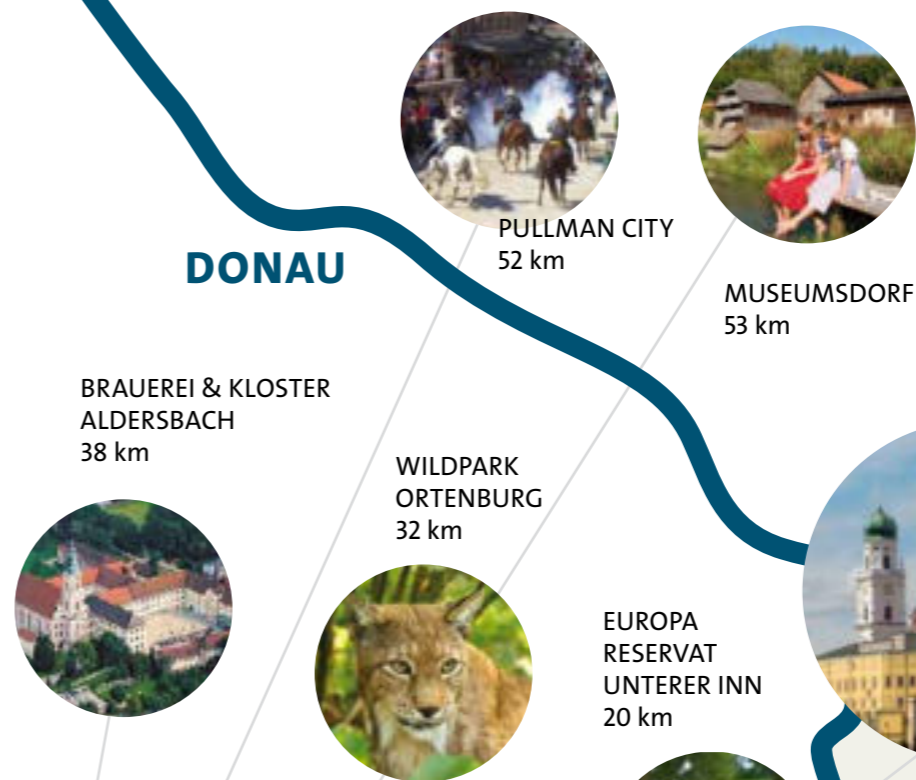 PULLMAN CITY
52 km
DONAU
MUSEUMSDORF
53 km
BRAUEREI & KLOSTER
ALDERSBACH
38 km
WILDPARK
ORTENBURG
32 km
EUROPA
RESERVAT
UNTERER INN
20 km